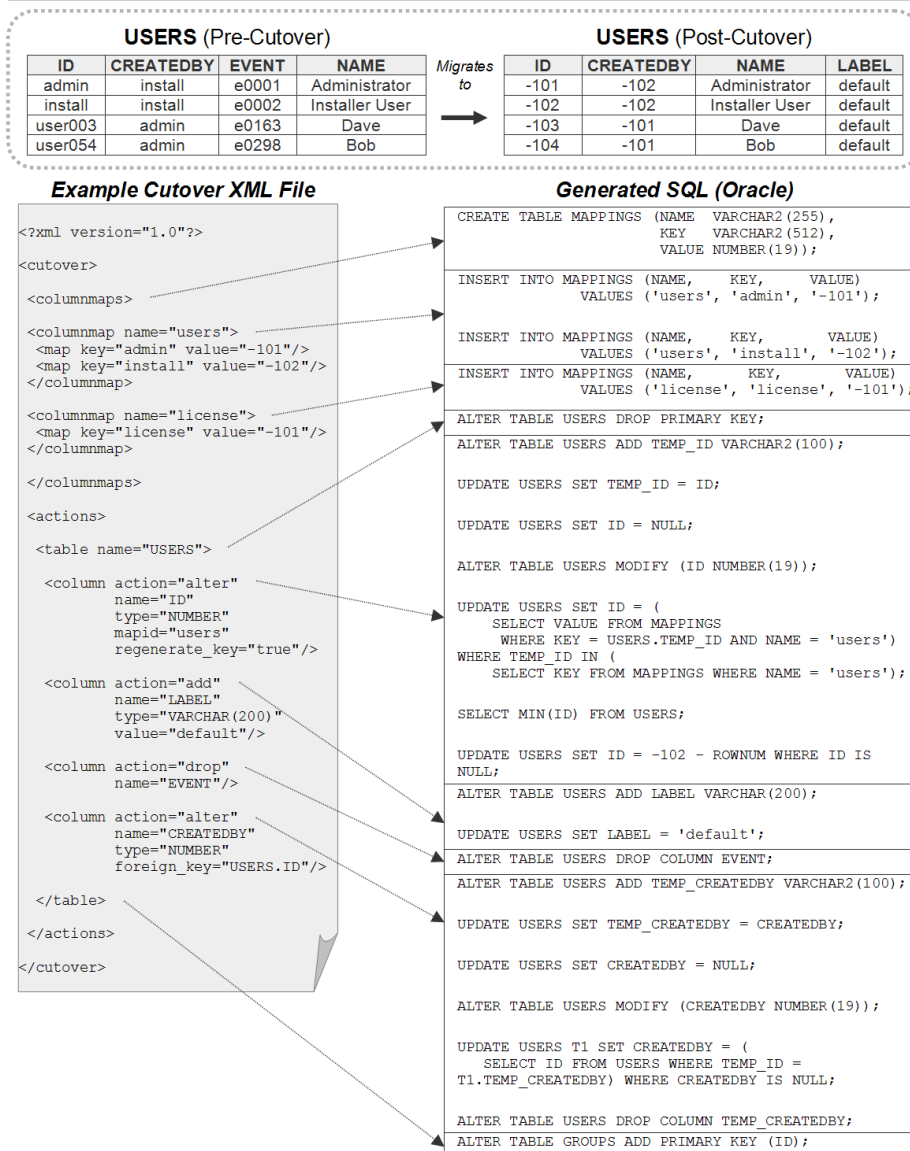 USERS (Pre-Cutover)
ID CREATEDBY EVENT NAME
admin install e0001 Administrator
install install e0002 Installer User
user003 admin e0163 Dave
user054 admin e0298 Bob
Migrates
to
USERS (Post-Cutover)
ID CREATEDBY NAME LABEL
-101 -102 Administrator default
-102 -102 Installer User default
-103 -101 Dave default
-104 -101 Bob default
Example Cutover XML File
<?xml version="1.0"?>
<cutover>
<columnmaps>
<columnmap name="users">
<map key="admin" value="-101"/>
<map key="install" value="-102"/>
</columnmap>
<columnmap name="license">
<map key="license" value="-101"/>
</columnmap>
</columnmaps>
<actions>
<table name="USERS">
<column action="alter"
name="ID"
type="NUMBER"
mapid="users"
regenerate_key="true"/>
<column action="add"
name="LABEL"
type="VARCHAR(200)"
value="default"/>
<column action="drop"
name="EVENT"/>
<column action="alter"
name="CREATEDBY"
type="NUMBER"
foreign_key="USERS.ID"/>
</table>
</actions>
</cutover>
Generated SQL (Oracle)
CREATE TABLE MAPPINGS (NAME VARCHAR2(255),
KEY VARCHAR2(512),
VALUE NUMBER(19));
INSERT INTO MAPPINGS (NAME, KEY, VALUE)
VALUES ('users', 'admin', '-101');
INSERT INTO MAPPINGS (NAME, KEY, VALUE)
VALUES ('users', 'install', '-102');
INSERT INTO MAPPINGS (NAME, KEY, VALUE)
VALUES ('license', 'license', '-101');
ALTER TABLE USERS DROP PRIMARY KEY;
ALTER TABLE USERS ADD TEMP_ID VARCHAR2(100);
UPDATE USERS SET TEMP_ID = ID;
UPDATE USERS SET ID = NULL;
ALTER TABLE USERS MODIFY (ID NUMBER(19));
UPDATE USERS SET ID = (
SELECT VALUE FROM MAPPINGS
WHERE KEY = USERS.TEMP_ID AND NAME = 'users')
WHERE TEMP_ID IN (
SELECT KEY FROM MAPPINGS WHERE NAME = 'users');
SELECT MIN(ID) FROM USERS;
UPDATE USERS SET ID = -102 - ROWNUM WHERE ID IS
NULL;
ALTER TABLE USERS ADD LABEL VARCHAR(200);
UPDATE USERS SET LABEL = 'default';
ALTER TABLE USERS DROP COLUMN EVENT;
ALTER TABLE USERS ADD TEMP_CREATEDBY VARCHAR2(100);
UPDATE USERS SET TEMP_CREATEDBY = CREATEDBY;
UPDATE USERS SET CREATEDBY = NULL;
ALTER TABLE USERS MODIFY (CREATEDBY NUMBER(19));
UPDATE USERS T1 SET CREATEDBY = (
SELECT ID FROM USERS WHERE TEMP_ID =
T1.TEMP_CREATEDBY) WHERE CREATEDBY IS NULL;
ALTER TABLE USERS DROP COLUMN TEMP_CREATEDBY;
ALTER TABLE GROUPS ADD PRIMARY KEY (ID);